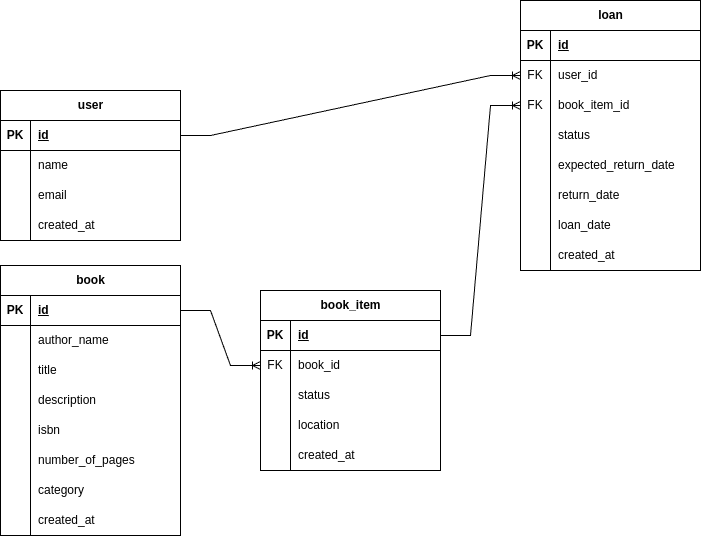 loan
PK id
FK user_id
FK book_item_id
status
expected_return_date
return_date
loan_date
created_at
user
PK id
name
email
created_at
book
PK id
author_name
title
description
isbn
number_of_pages
category
created_at
book_item
PK id
FK book_id
status
location
created_at